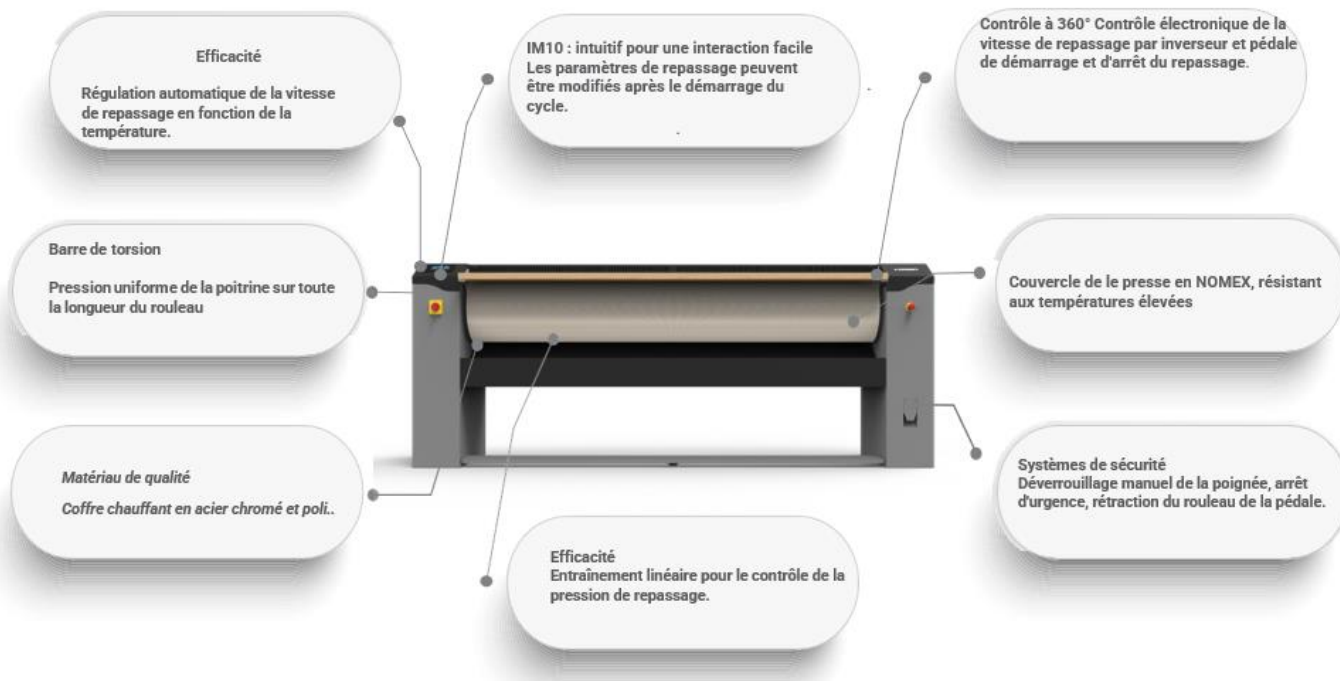 Efficacité
Régulation automatique de la vitesse
de repassage en fonction de la
température.
IM10 : intuitif pour une interaction facile
Les paramètres de repassage peuvent
être modifiés après le démarrage du
cycle.
.
.
Contrôle à 360° Contrôle électronique de la
vitesse de repassage par inverseur et pédale
de démarrage et d'arrêt du repassage.
Barre de torsion
Pression uniforme de la poitrine sur toute
la longueur du rouleau
Couvercle de le presse en NOMEX, résistant
aux températures élevées
Matériau de qualité
Coffre chauffant en acier chromé et poli..
Systèmes de sécurité
Déverrouillage manuel de la poignée, arrêt
d'urgence, rétraction du rouleau de la pédale.
Efficacité
Entraînement linéaire pour le contrôle de la
pression de repassage.